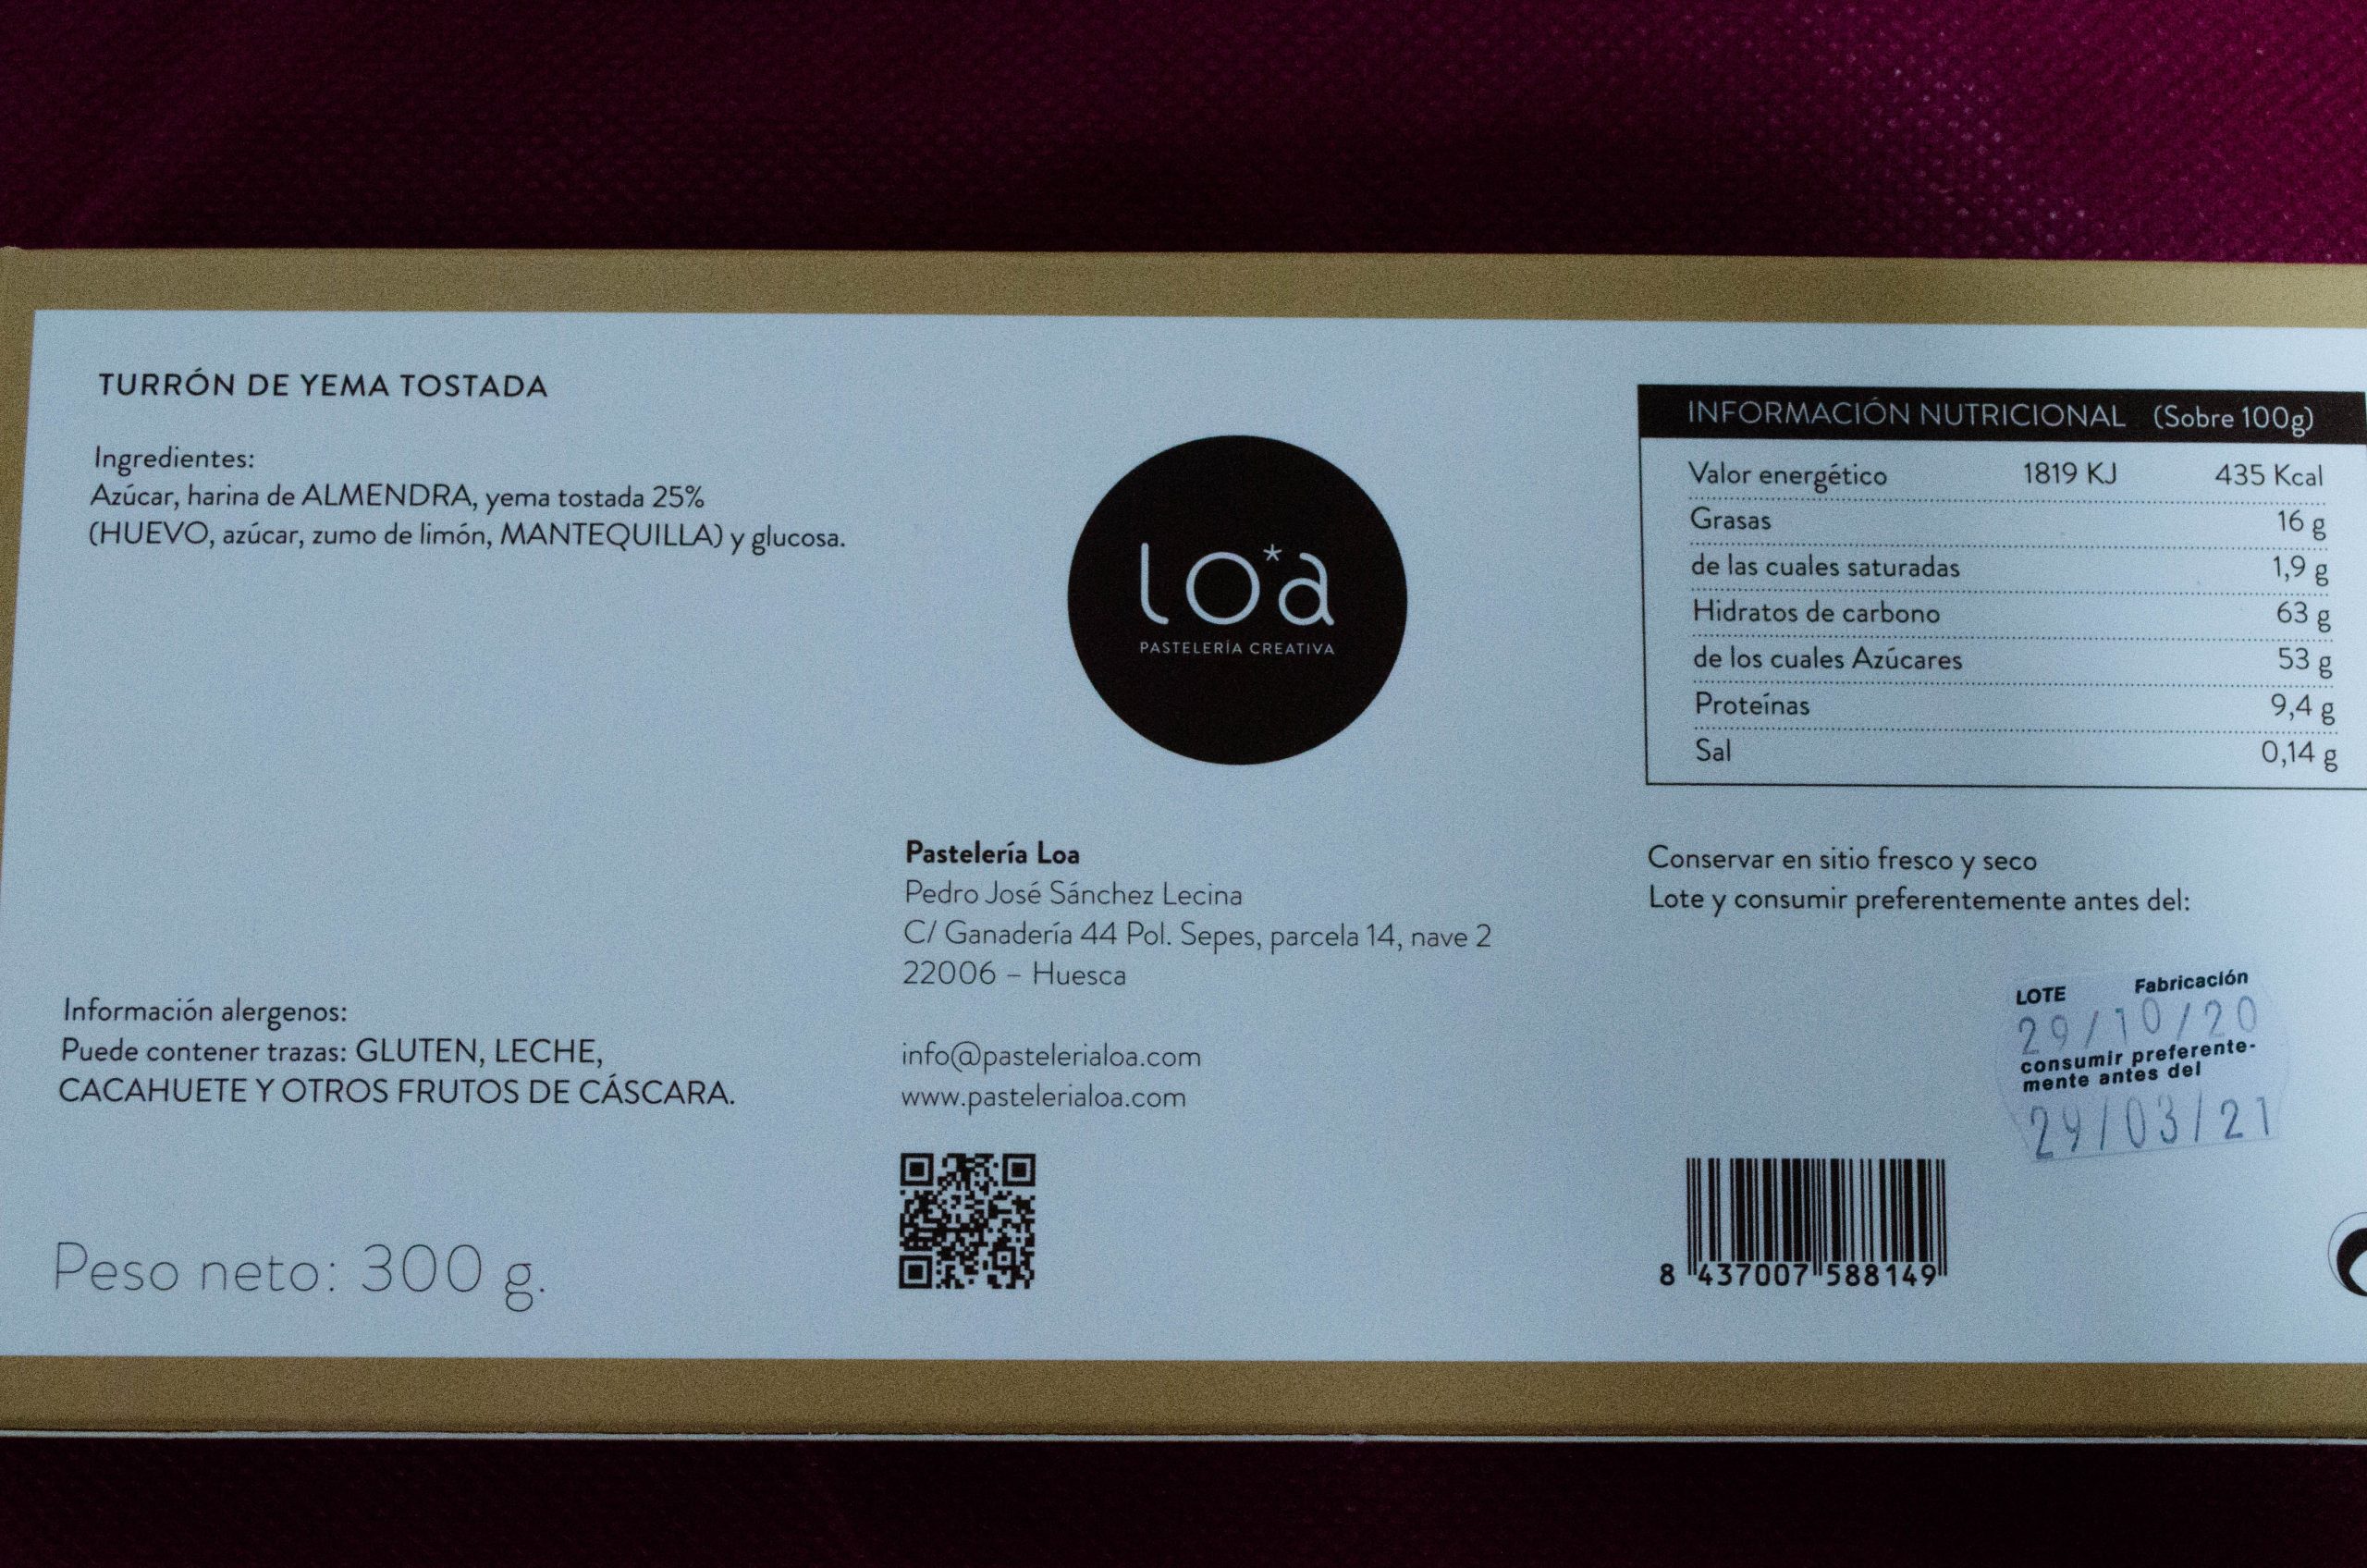 TURRÓN DE YEMA TOSTADA
Ingredientes:
Azúcar, harina de ALMENDRA, yema tostada 25%
(HUEVO, azúcar, zumo de limón, MANTEQUILLA) y glucosa.
Información alergenos:
Puede contener trazas: GLUTEN, LECHE,
CACAHUETE Y OTROS FRUTOS DE CÁSCARA.
Peso neto: 300 g.
lo*a
PASTELERÍA CREATIVA
Pastelería Loa
Pedro José Sánchez Lecina
C/ Ganadería 44 Pol. Sepes, parcela 14, nave 2
22006 – Huesca
info@pastelerialoa.com
www.pastelerialoa.com
INFORMACIÓN NUTRICIONAL (Sobre 100g)
Valor energético 1819 KJ 435 Kcal
Grasas 16 g
de las cuales saturadas 1,9 g
Hidratos de carbono 63 g
de los cuales Azúcares 53 g
Proteínas 9,4 g
Sal 0,14 g
Conservar en sitio fresco y seco
Lote y consumir preferentemente antes del:
LOTE Fabricación
29/10/20
consumir preferente-
mente antes del
29/03/21
8 437007 588149